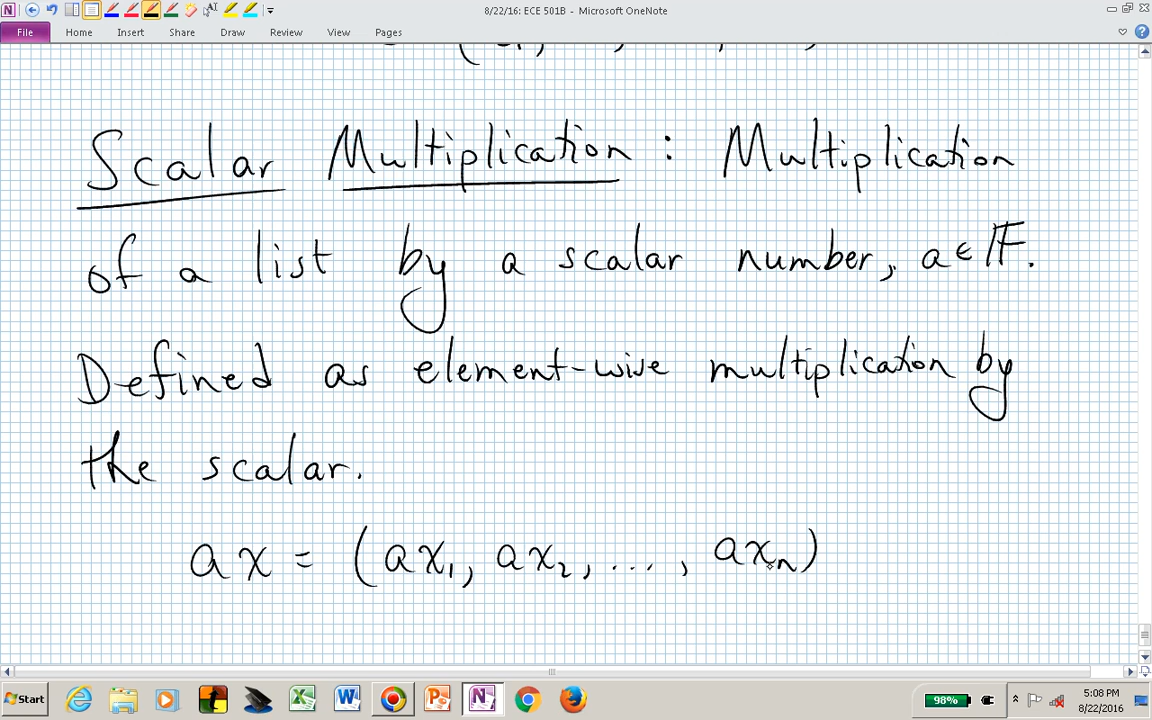 8/22/16: ECE 501B - Microsoft OneNote
File Home Insert Share Draw Review View Pages
Scalar Multiplication : Multiplication
of a list by a scalar number, a ∈ 𝔽.
Defined as element-wise multiplication by
the scalar.
ax = (ax₁, ax₂, ..., axₙ)
Start
98%
5:08 PM
8/22/2016